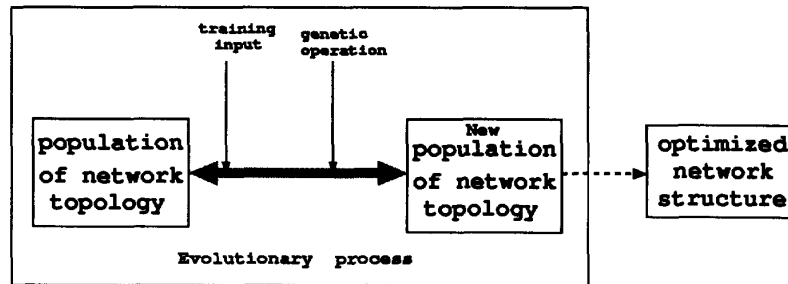 training
input
genetic
operation
population
of network
topology
New
population
of network
topology
optimized
network
structure
Evolutionary process